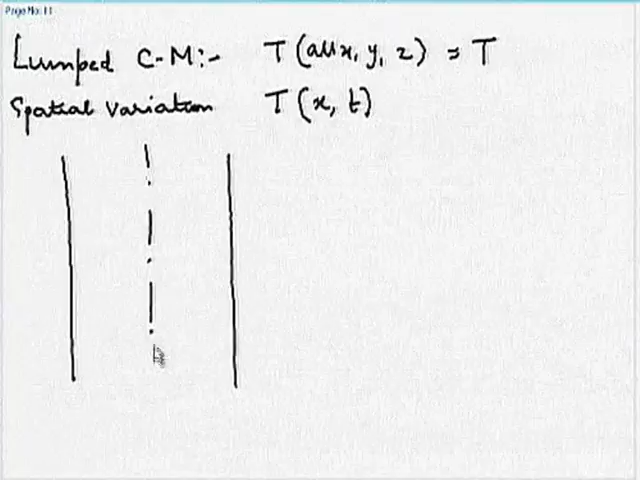 Page No: 11
Lumped C-M:- T(all x, y, z) = T
Spatial Variation T(x, t)